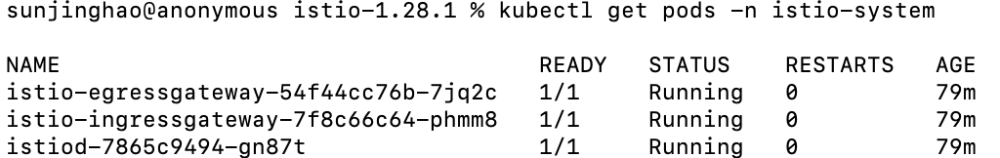 sunjinghao@anonymous istio-1.28.1 % kubectl get pods -n istio-system
NAME READY STATUS RESTARTS AGE
istio-egressgateway-54f44cc76b-7jq2c 1/1 Running 0 79m
istio-ingressgateway-7f8c66c64-phmm8 1/1 Running 0 79m
istiod-7865c9494-gn87t 1/1 Running 0 79m